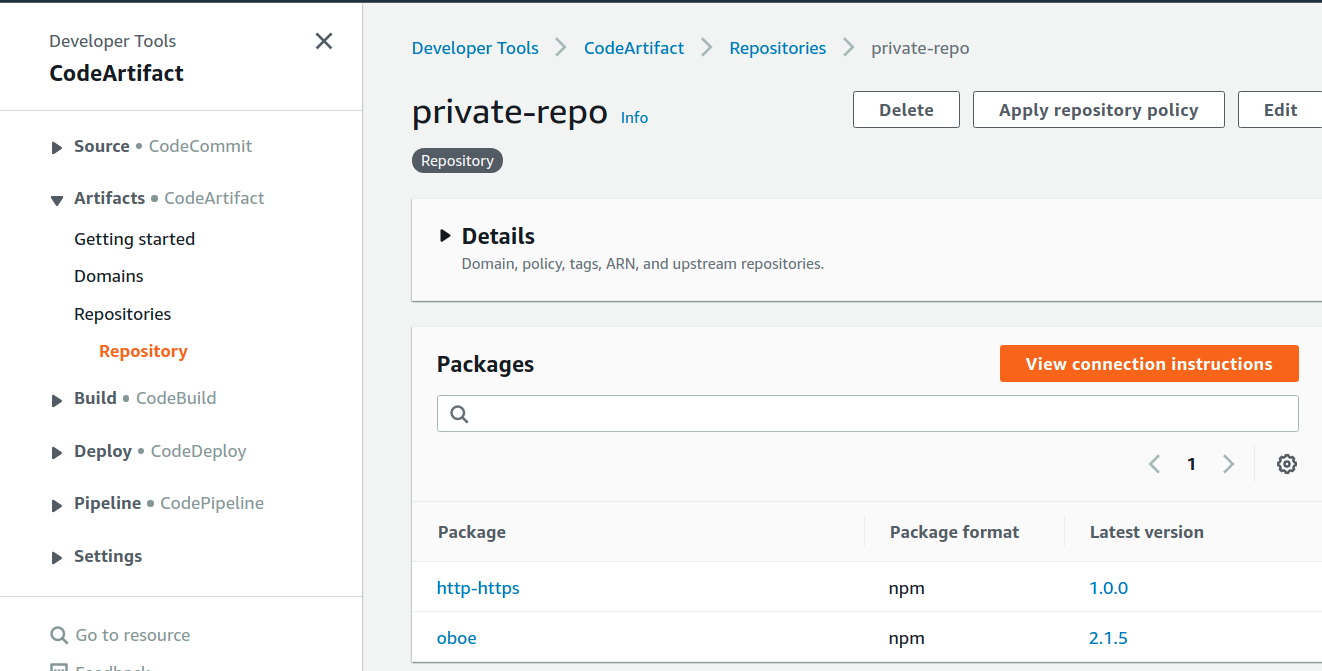 Developer Tools
CodeArtifact
Source • CodeCommit
Artifacts • CodeArtifact
Getting started
Domains
Repositories
Repository
Build • CodeBuild
Deploy • CodeDeploy
Pipeline • CodePipeline
Settings
Go to resource
Feedback
Developer Tools > CodeArtifact > Repositories > private-repo
private-repo Info
Delete Apply repository policy Edit
Repository
Details
Domain, policy, tags, ARN, and upstream repositories.
Packages View connection instructions
1
Package Package format Latest version
http-https npm 1.0.0
oboe npm 2.1.5